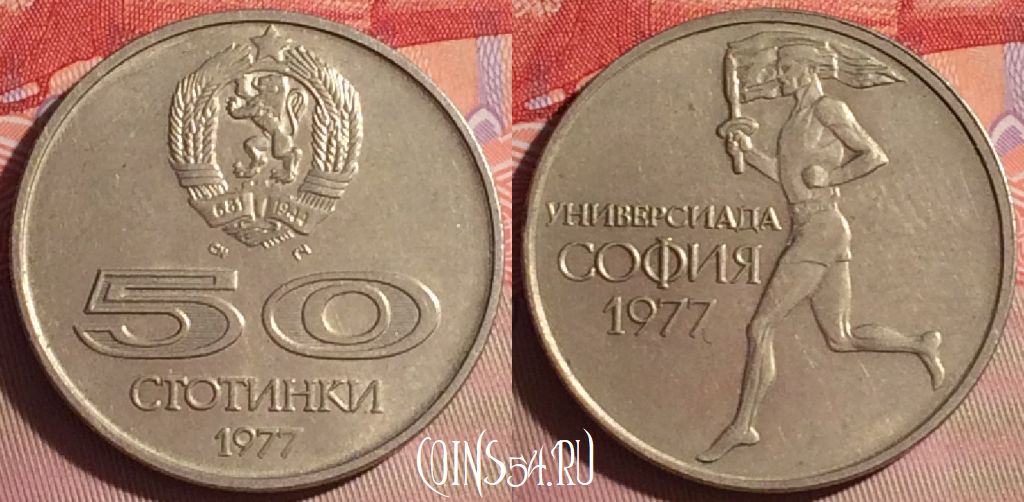 681 1944
50
СТОТИНКИ
1977
УНИВЕРСИАДА
СОФИЯ
1977
COINS54.RU